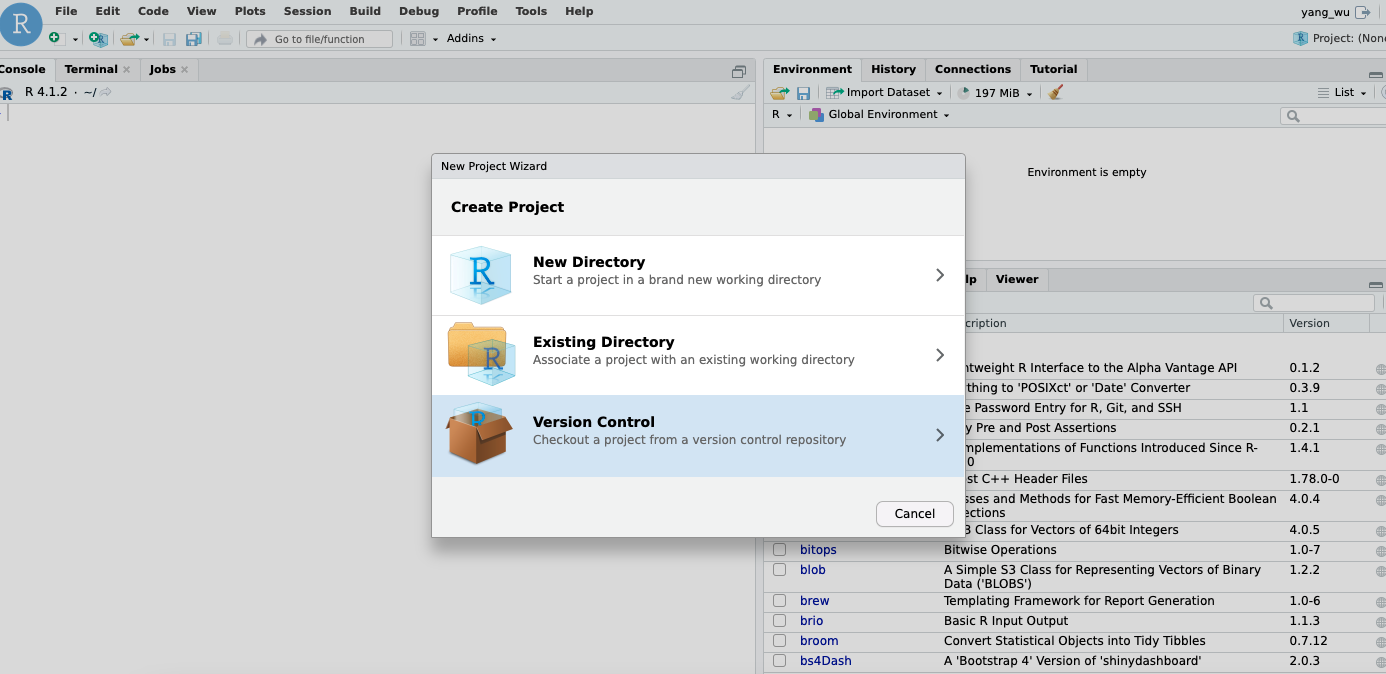 R
File Edit Code View Plots Session Build Debug Profile Tools Help
yang_wu
Go to file/function
Addins
Project: (None
Console
Terminal
Jobs
R 4.1.2 · ~/
Environment
History
Connections
Tutorial
Import Dataset
197 MiB
List
R
Global Environment
Environment is empty
New Project Wizard
Create Project
New Directory
Start a project in a brand new working directory
Existing Directory
Associate a project with an existing working directory
Version Control
Checkout a project from a version control repository
Cancel
lp
Viewer
cription
Version
ntweight R Interface to the Alpha Vantage API
0.1.2
thing to 'POSIXct' or 'Date' Converter
0.3.9
e Password Entry for R, Git, and SSH
1.1
y Pre and Post Assertions
0.2.1
mplementations of Functions Introduced Since R-
0
1.4.1
st C++ Header Files
1.78.0-0
sses and Methods for Fast Memory-Efficient Boolean
ections
4.0.4
3 Class for Vectors of 64bit Integers
4.0.5
bitops
Bitwise Operations
1.0-7
blob
A Simple S3 Class for Representing Vectors of Binary
Data ('BLOBS')
1.2.2
brew
Templating Framework for Report Generation
1.0-6
brio
Basic R Input Output
1.1.3
broom
Convert Statistical Objects into Tidy Tibbles
0.7.12
bs4Dash
A 'Bootstrap 4' Version of 'shinydashboard'
2.0.3